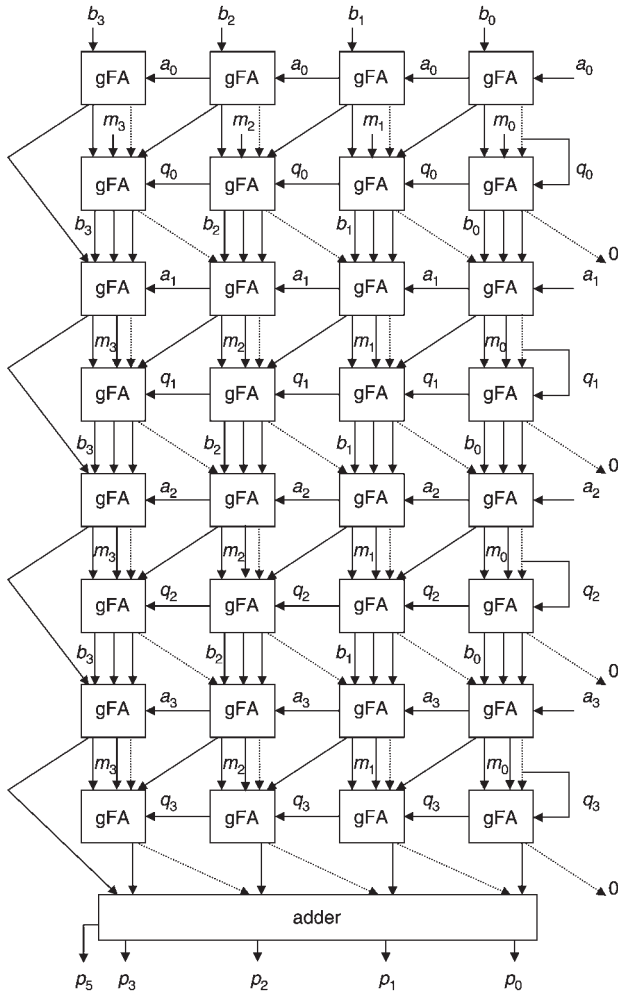 b3 b2 b1 b0
gFA a0 gFA a0 gFA a0 gFA a0
m3 m2 m1 m0
gFA q0 gFA q0 gFA q0 gFA q0
b3 b2 b1 b0 0
gFA a1 gFA a1 gFA a1 gFA a1
m3 m2 m1 m0
gFA q1 gFA q1 gFA q1 gFA q1
b3 b2 b1 b0 0
gFA a2 gFA a2 gFA a2 gFA a2
m3 m2 m1 m0
gFA q2 gFA q2 gFA q2 gFA q2
b3 b2 b1 b0 0
gFA a3 gFA a3 gFA a3 gFA a3
m3 m2 m1 m0
gFA q3 gFA q3 gFA q3 gFA q3
0
adder
p5 p3 p2 p1 p0